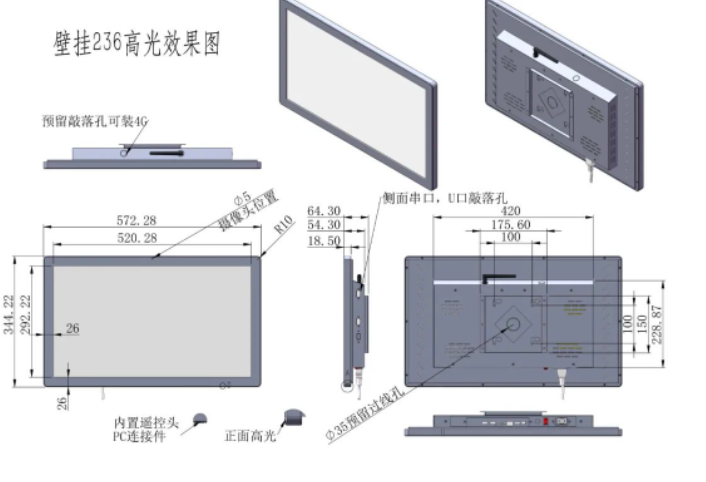 壁挂236高光效果图
预留敲落孔可装4G
572.28
520.28
∅5
摄像头位置
R10
344.22
292.22
26
26
内置遥控头
PC连接件
正面高光
64.30
54.30
18.50
侧面串口，U口敲落孔
420
175.60
100
100
150
228.87
∅35预留过线孔